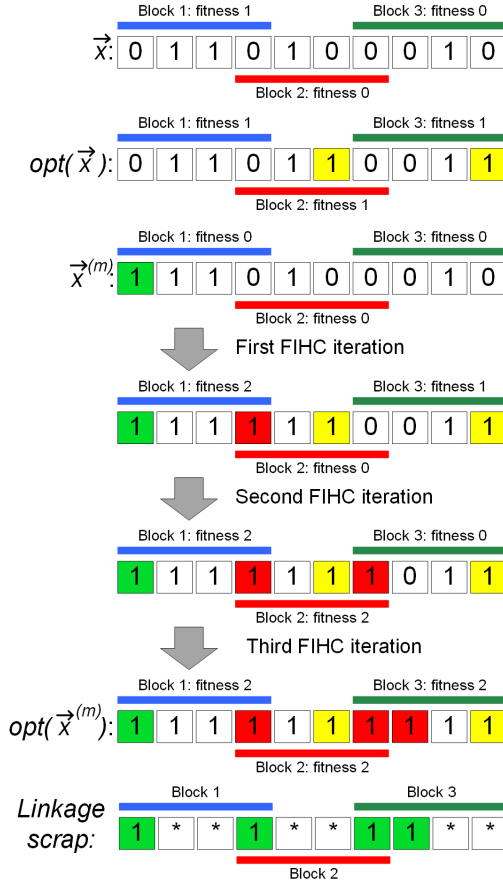 Block 1: fitness 1 Block 3: fitness 0
x: 0 1 1 0 1 0 0 0 1 0
Block 2: fitness 0
Block 1: fitness 1 Block 3: fitness 1
opt(x): 0 1 1 0 1 1 0 0 1 1
Block 2: fitness 1
Block 1: fitness 0 Block 3: fitness 0
x(m): 1 1 1 0 1 0 0 0 1 0
Block 2: fitness 0
First FIHC iteration
Block 1: fitness 2 Block 3: fitness 1
1 1 1 1 1 1 0 0 1 1
Block 2: fitness 0
Second FIHC iteration
Block 1: fitness 2 Block 3: fitness 0
1 1 1 1 1 1 1 0 1 1
Block 2: fitness 2
Third FIHC iteration
Block 1: fitness 2 Block 3: fitness 2
opt(x(m)): 1 1 1 1 1 1 1 1 1 1
Block 2: fitness 2
Block 1 Block 3
Linkage
scrap: 1 * * 1 * * 1 1 * *
Block 2